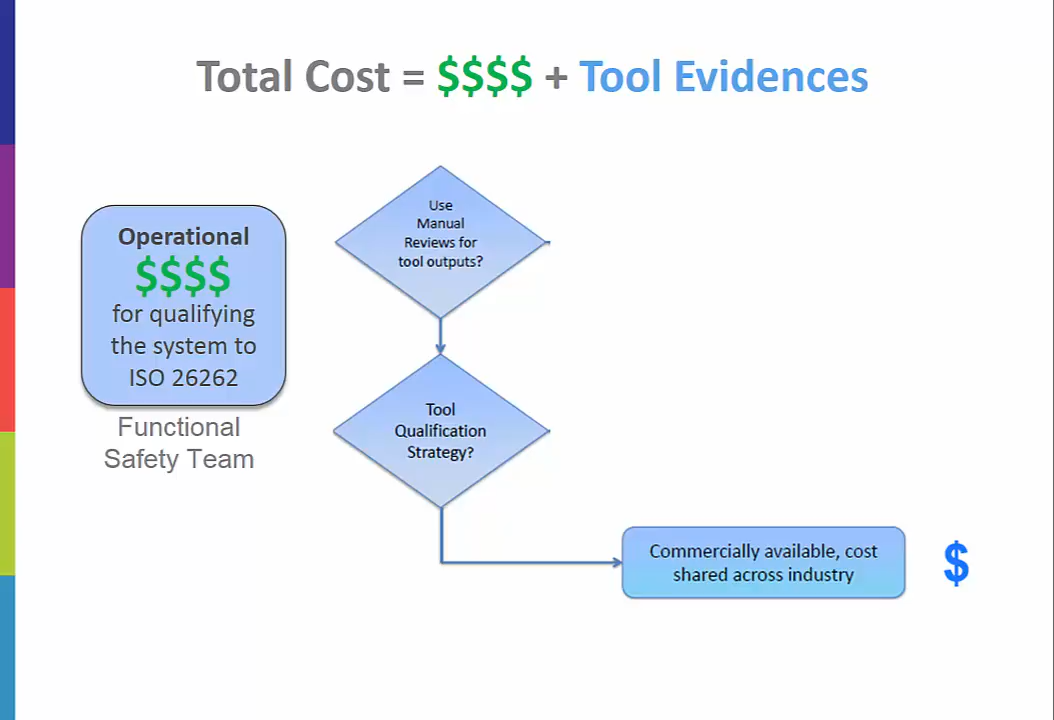 Total Cost = $$$$ + Tool Evidences
Operational
$$$$
for qualifying
the system to
ISO 26262
Functional
Safety Team
Use
Manual
Reviews for
tool outputs?
Tool
Qualification
Strategy?
Commercially available, cost
shared across industry
$